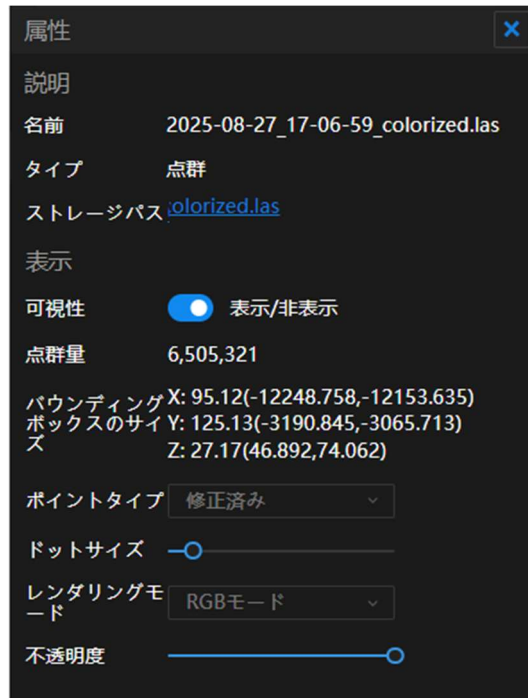 属性
説明
名前 2025-08-27_17-06-59_colorized.las
タイプ 点群
ストレージパス colorized.las
表示
可視性 表示/非表示
点群量 6,505,321
バウンディングボックスのサイズ
X: 95.12(-12248.758,-12153.635)
Y: 125.13(-3190.845,-3065.713)
Z: 27.17(46.892,74.062)
ポイントタイプ 修正済み
ドットサイズ
レンダリングモード RGBモード
不透明度